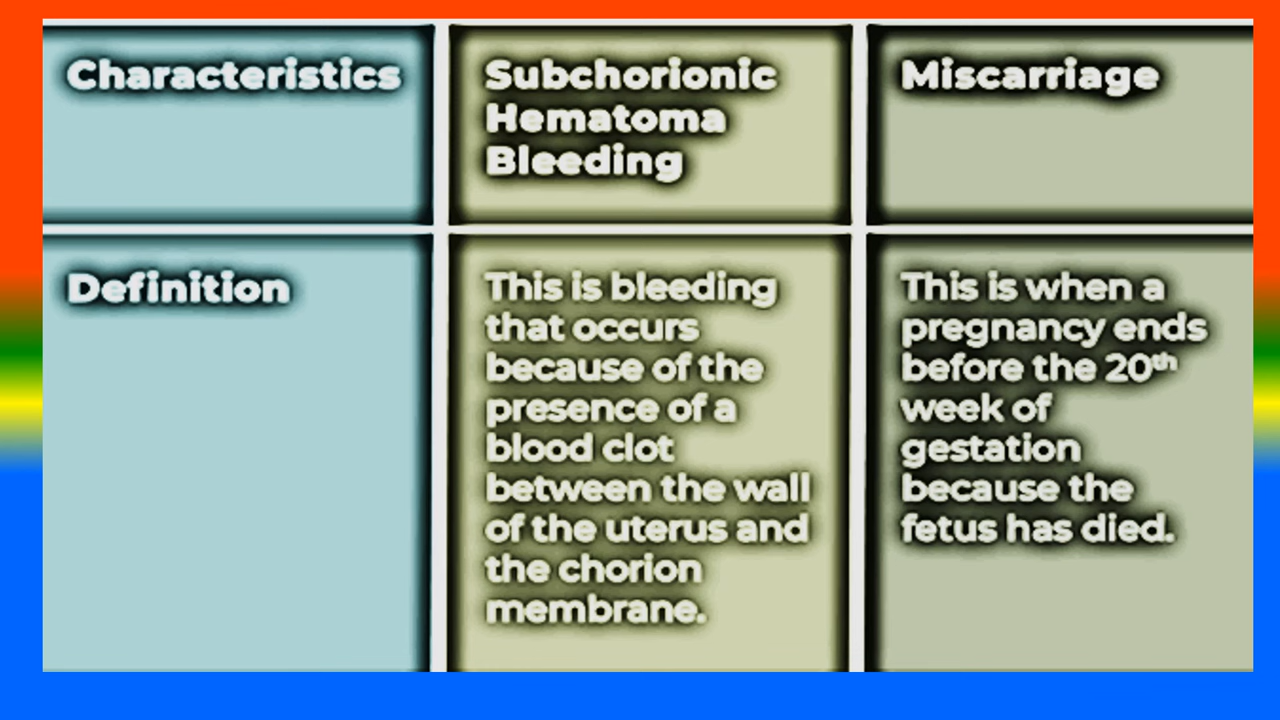 Characteristics
Subchorionic
Hematoma
Bleeding
Miscarriage
Definition
This is bleeding
that occurs
because of the
presence of a
blood clot
between the wall
of the uterus and
the chorion
membrane.
This is when a
pregnancy ends
before the 20th
week of
gestation
because the
fetus has died.